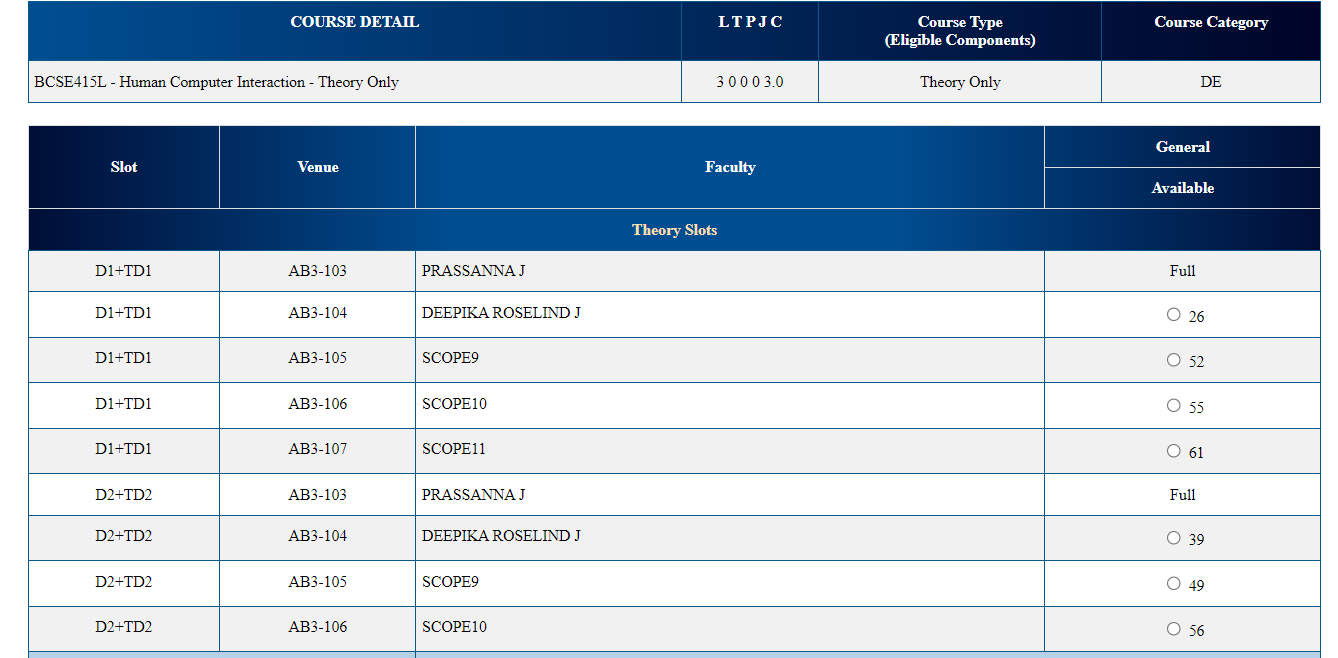 COURSE DETAIL L T P J C Course Type Course Category
(Eligible Components)
BCSE415L - Human Computer Interaction - Theory Only 3 0 0 0 3.0 Theory Only DE
Slot Venue Faculty General
Available
Theory Slots
D1+TD1 AB3-103 PRASSANNA J Full
D1+TD1 AB3-104 DEEPIKA ROSELIND J 26
D1+TD1 AB3-105 SCOPE9 52
D1+TD1 AB3-106 SCOPE10 55
D1+TD1 AB3-107 SCOPE11 61
D2+TD2 AB3-103 PRASSANNA J Full
D2+TD2 AB3-104 DEEPIKA ROSELIND J 39
D2+TD2 AB3-105 SCOPE9 49
D2+TD2 AB3-106 SCOPE10 56